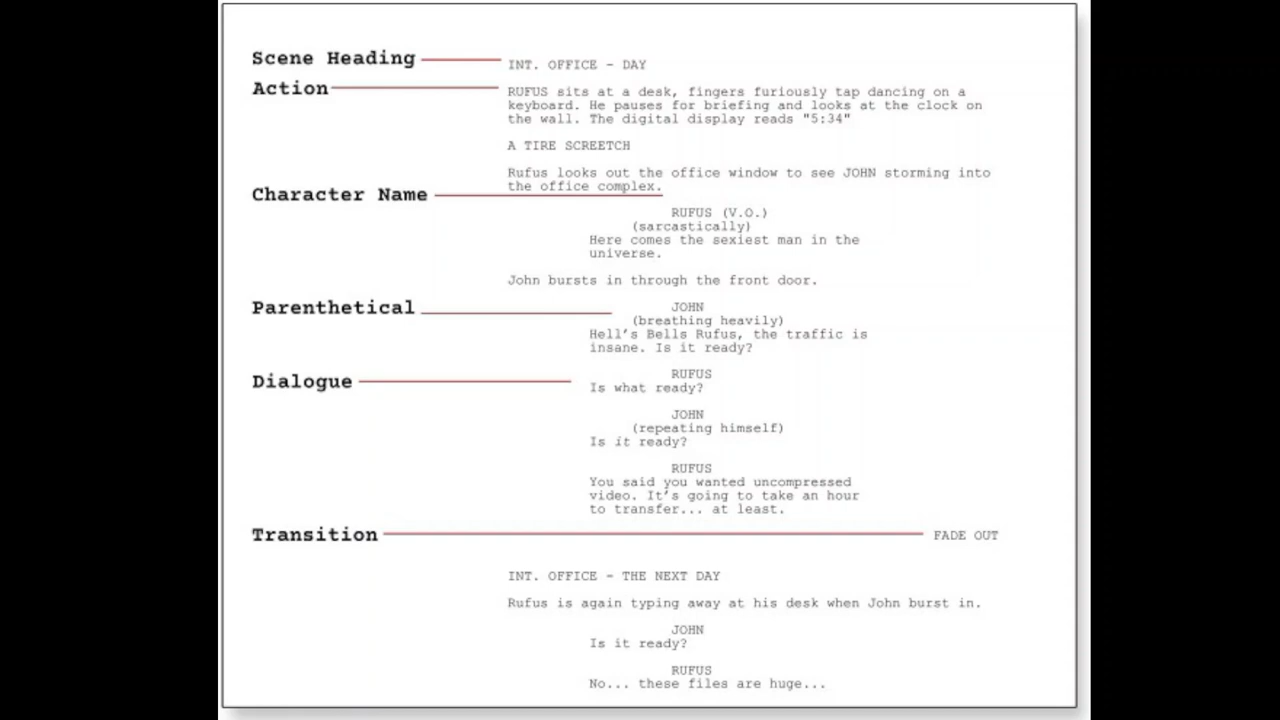 Scene Heading
INT. OFFICE - DAY
Action
RUFUS sits at a desk, fingers furiously tap dancing on a
keyboard. He pauses for briefing and looks at the clock on
the wall. The digital display reads "5:34"
A TIRE SCREETCH
Rufus looks out the office window to see JOHN storming into
the office complex.
Character Name
RUFUS (V.O.)
(sarcastically)
Here comes the sexiest man in the
universe.
John bursts in through the front door.
Parenthetical
JOHN
(breathing heavily)
Hell's Bells Rufus, the traffic is
insane. Is it ready?
RUFUS
Dialogue
Is what ready?
JOHN
(repeating himself)
Is it ready?
RUFUS
You said you wanted uncompressed
video. It's going to take an hour
to transfer... at least.
Transition
FADE OUT
INT. OFFICE - THE NEXT DAY
Rufus is again typing away at his desk when John burst in.
JOHN
Is it ready?
RUFUS
No... these files are huge...